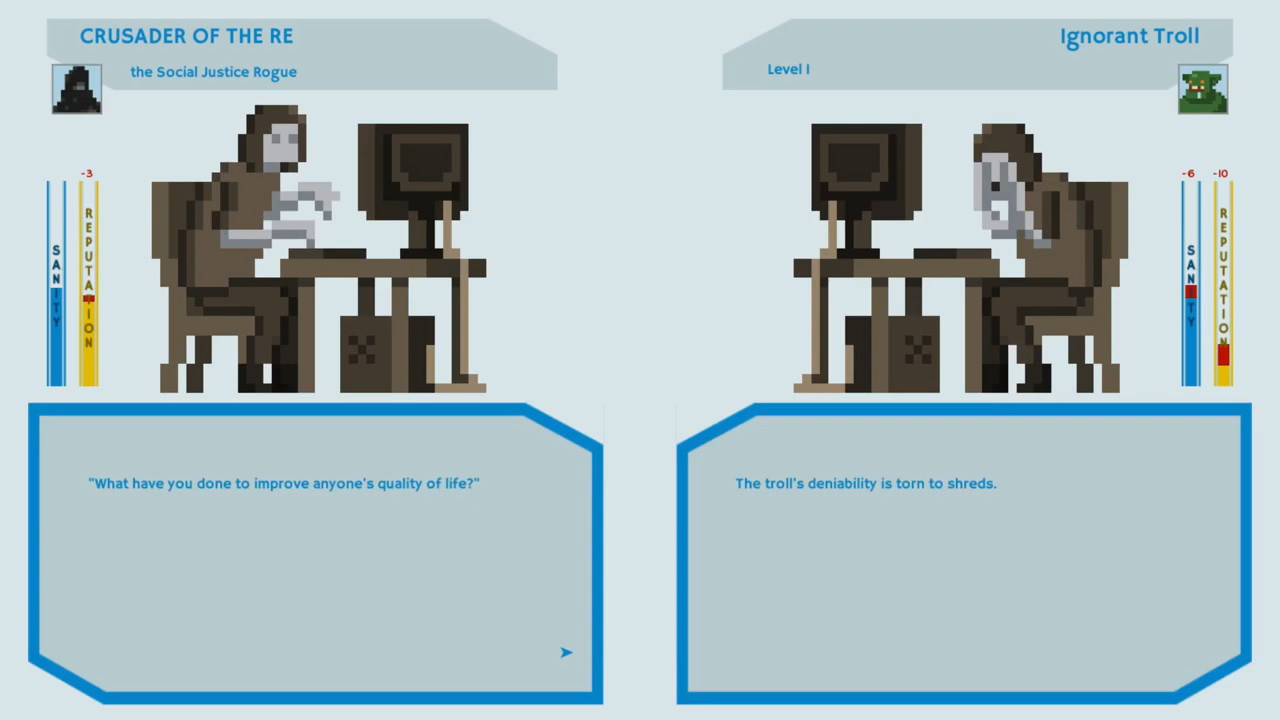 CRUSADER OF THE RE
the Social Justice Rogue
Ignorant Troll
Level 1
-3
SANITY
REPUTATION
-6
-10
SANITY
REPUTATION
"What have you done to improve anyone's quality of life?"
The troll's deniability is torn to shreds.